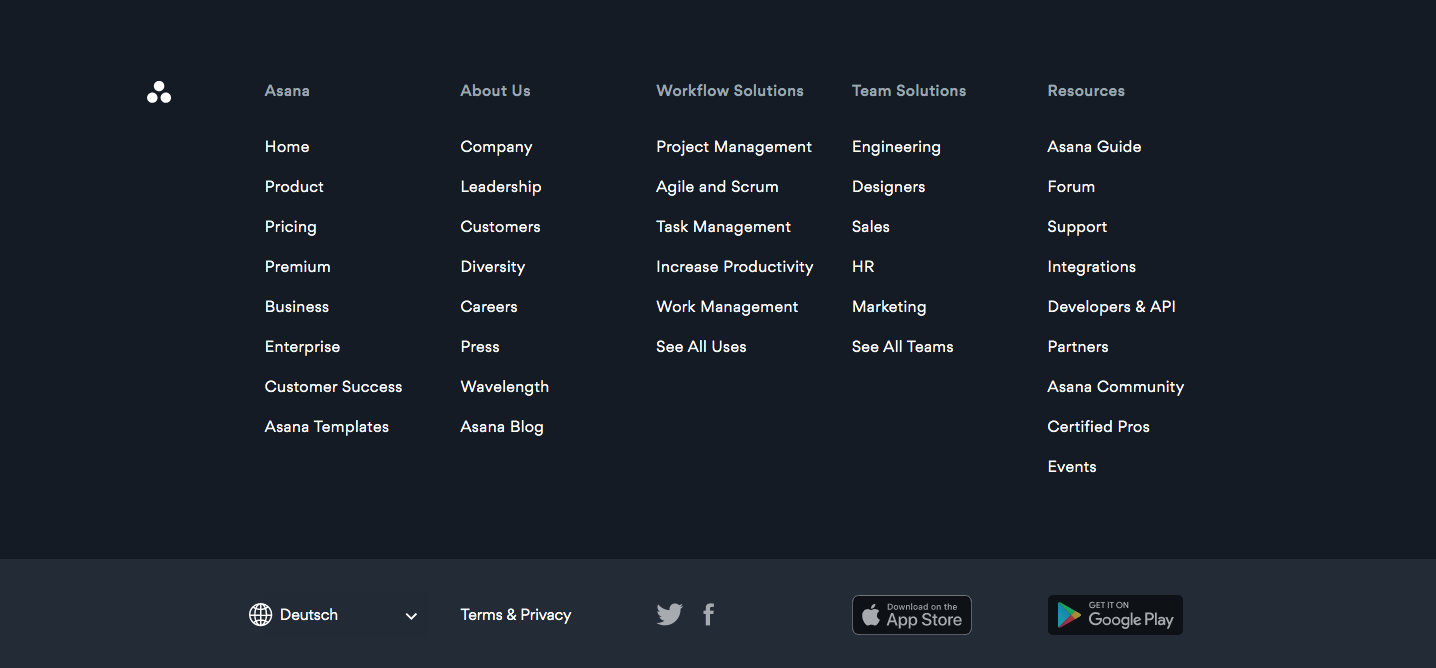 Asana
Home
Product
Pricing
Premium
Business
Enterprise
Customer Success
Asana Templates
About Us
Company
Leadership
Customers
Diversity
Careers
Press
Wavelength
Asana Blog
Workflow Solutions
Project Management
Agile and Scrum
Task Management
Increase Productivity
Work Management
See All Uses
Team Solutions
Engineering
Designers
Sales
HR
Marketing
See All Teams
Resources
Asana Guide
Forum
Support
Integrations
Developers & API
Partners
Asana Community
Certified Pros
Events
Deutsch
Terms & Privacy
Download on the
App Store
GET IT ON
Google Play